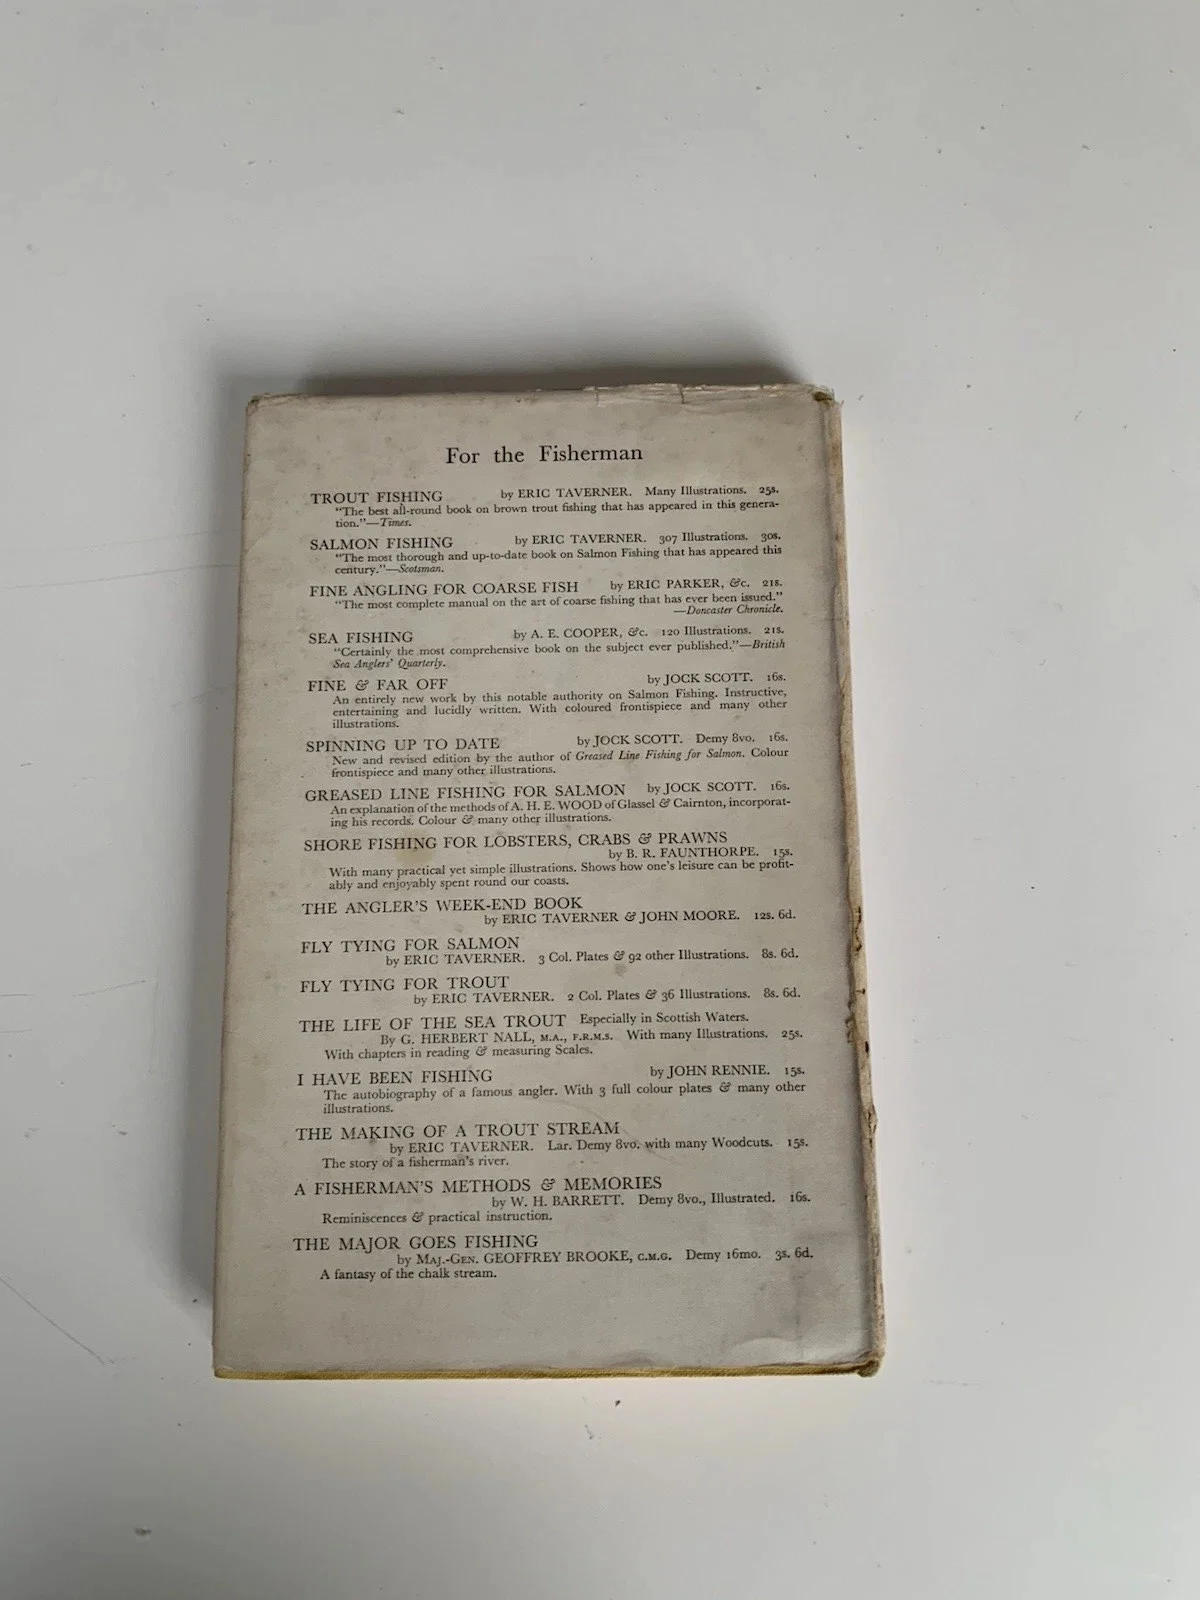 For the Fisherman
TROUT FISHING by ERIC TAVERNER. Many Illustrations. 25s.
"The best all-round book on brown trout fishing that has appeared in this genera-
tion."—Times.
SALMON FISHING by ERIC TAVERNER. 307 Illustrations. 30s.
"The most thorough and up-to-date book on Salmon Fishing that has appeared this
century."—Scotsman.
FINE ANGLING FOR COARSE FISH by ERIC PARKER, &c. 21s.
"The most complete manual on the art of coarse fishing that has ever been issued."
—Doncaster Chronicle.
SEA FISHING by A. E. COOPER, &c. 120 Illustrations. 21s.
"Certainly the most comprehensive book on the subject ever published."—British
Sea Anglers' Quarterly.
FINE & FAR OFF by JOCK SCOTT. 16s.
An entirely new work by this notable authority on Salmon Fishing. Instructive,
entertaining and lucidly written. With coloured frontispiece and many other
illustrations.
SPINNING UP TO DATE by JOCK SCOTT. Demy 8vo. 16s.
New and revised edition by the author of Greased Line Fishing for Salmon. Colour
frontispiece and many other illustrations.
GREASED LINE FISHING FOR SALMON by JOCK SCOTT. 16s.
An explanation of the methods of A. H. E. WOOD of Glassel & Cairnton, incorporat-
ing his records. Colour & many other illustrations.
SHORE FISHING FOR LOBSTERS, CRABS & PRAWNS
by B. R. FAUNTHORPE. 15s.
With many practical yet simple illustrations. Shows how one's leisure can be profit-
ably and enjoyably spent round our coasts.
THE ANGLER'S WEEK-END BOOK
by ERIC TAVERNER & JOHN MOORE. 12s. 6d.
FLY TYING FOR SALMON
by ERIC TAVERNER. 3 Col. Plates & 92 other Illustrations. 8s. 6d.
FLY TYING FOR TROUT
by ERIC TAVERNER. 2 Col. Plates & 36 Illustrations. 8s. 6d.
THE LIFE OF THE SEA TROUT Especially in Scottish Waters.
By G. HERBERT NALL, M.A., F.R.M.S. With many Illustrations. 25s.
With chapters in reading & measuring Scales.
I HAVE BEEN FISHING by JOHN RENNIE. 15s.
The autobiography of a famous angler. With 3 full colour plates & many other
illustrations.
THE MAKING OF A TROUT STREAM
by ERIC TAVERNER. Lar. Demy 8vo. with many Woodcuts. 15s.
The story of a fisherman's river.
A FISHERMAN'S METHODS & MEMORIES
by W. H. BARRETT. Demy 8vo., Illustrated. 16s.
Reminiscences & practical instruction.
THE MAJOR GOES FISHING
by MAJ.-GEN. GEOFFREY BROOKE, C.M.G. Demy 16mo. 3s. 6d.
A fantasy of the chalk stream.